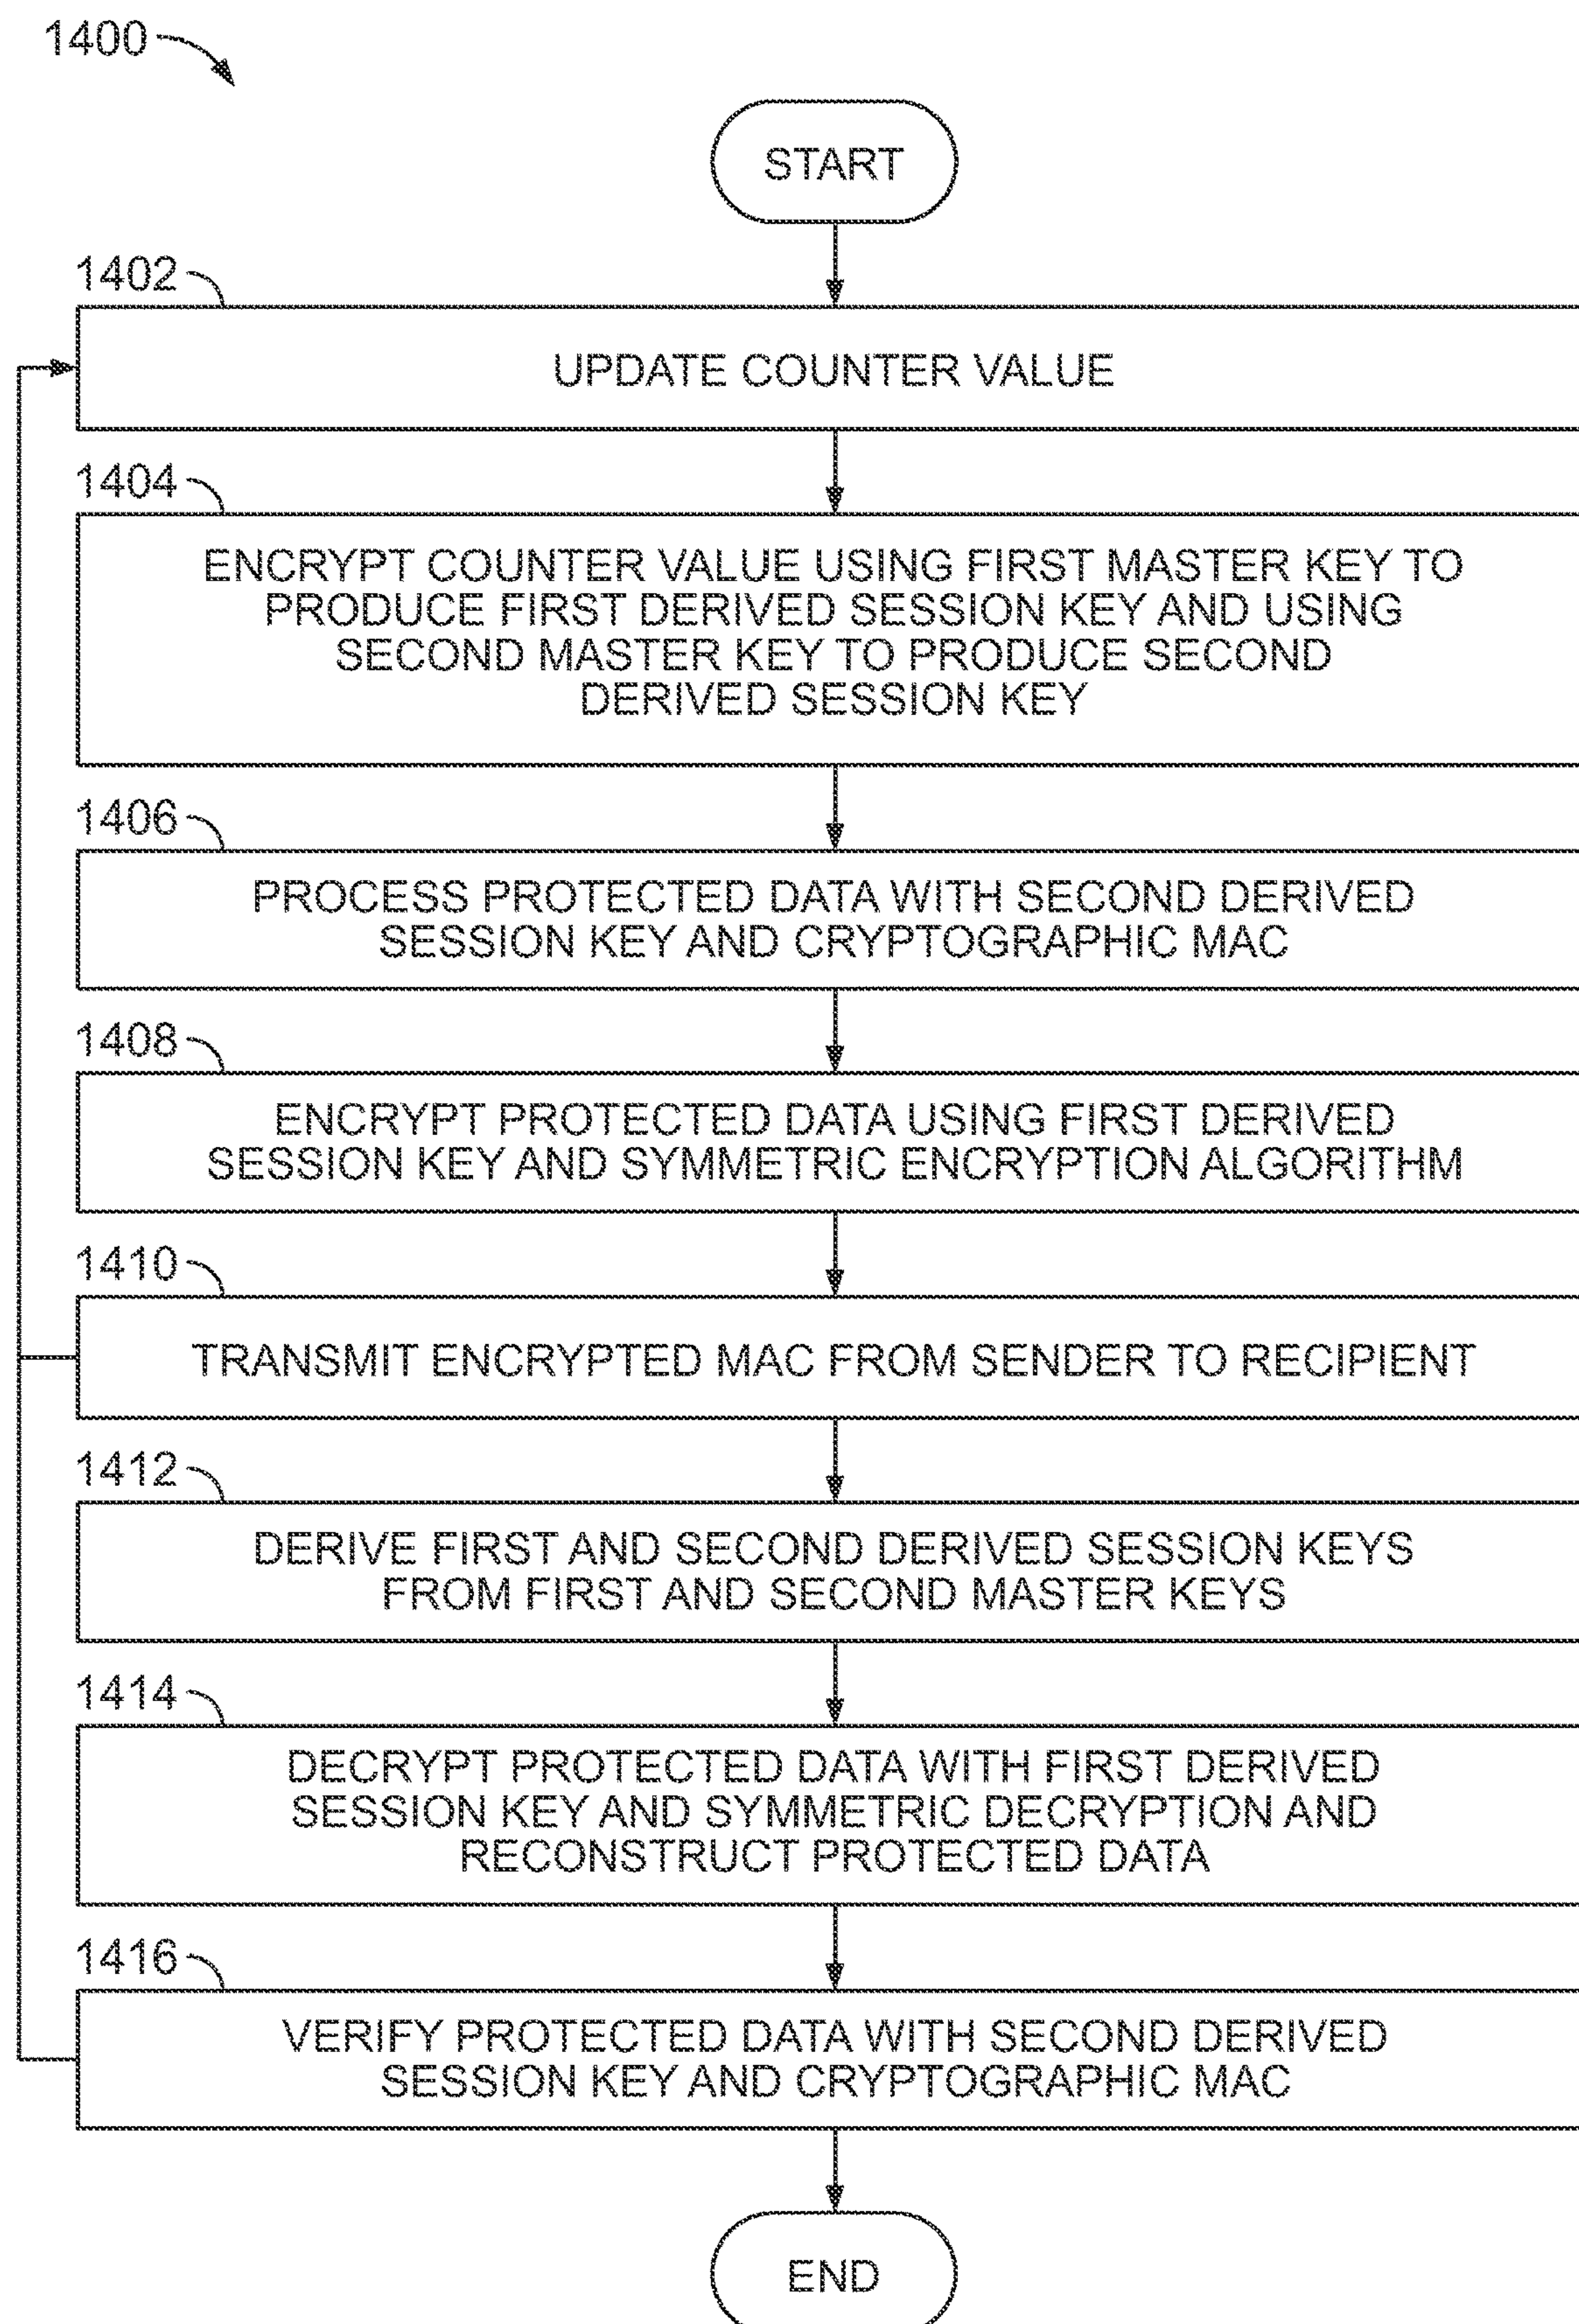 1400
START
1402
UPDATE COUNTER VALUE
1404
ENCRYPT COUNTER VALUE USING FIRST MASTER KEY TO
PRODUCE FIRST DERIVED SESSION KEY AND USING
SECOND MASTER KEY TO PRODUCE SECOND
DERIVED SESSION KEY
1406
PROCESS PROTECTED DATA WITH SECOND DERIVED
SESSION KEY AND CRYPTOGRAPHIC MAC
1408
ENCRYPT PROTECTED DATA USING FIRST DERIVED
SESSION KEY AND SYMMETRIC ENCRYPTION ALGORITHM
1410
TRANSMIT ENCRYPTED MAC FROM SENDER TO RECIPIENT
1412
DERIVE FIRST AND SECOND DERIVED SESSION KEYS
FROM FIRST AND SECOND MASTER KEYS
1414
DECRYPT PROTECTED DATA WITH FIRST DERIVED
SESSION KEY AND SYMMETRIC DECRYPTION AND
RECONSTRUCT PROTECTED DATA
1416
VERIFY PROTECTED DATA WITH SECOND DERIVED
SESSION KEY AND CRYPTOGRAPHIC MAC
END